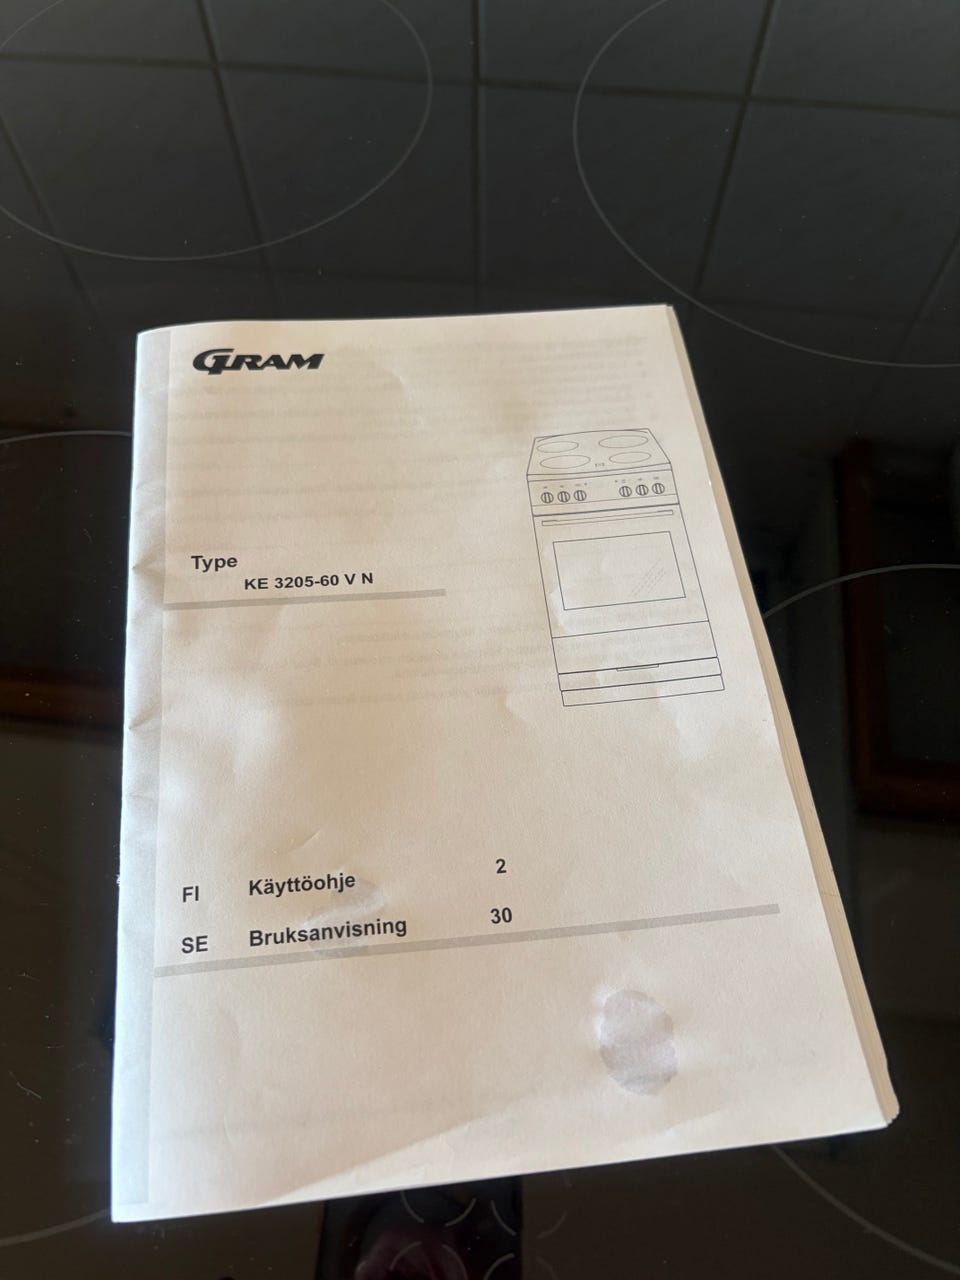 GRAM
Type
KE 3205-60 V N
FI Käyttöohje 2
SE Bruksanvisning 30